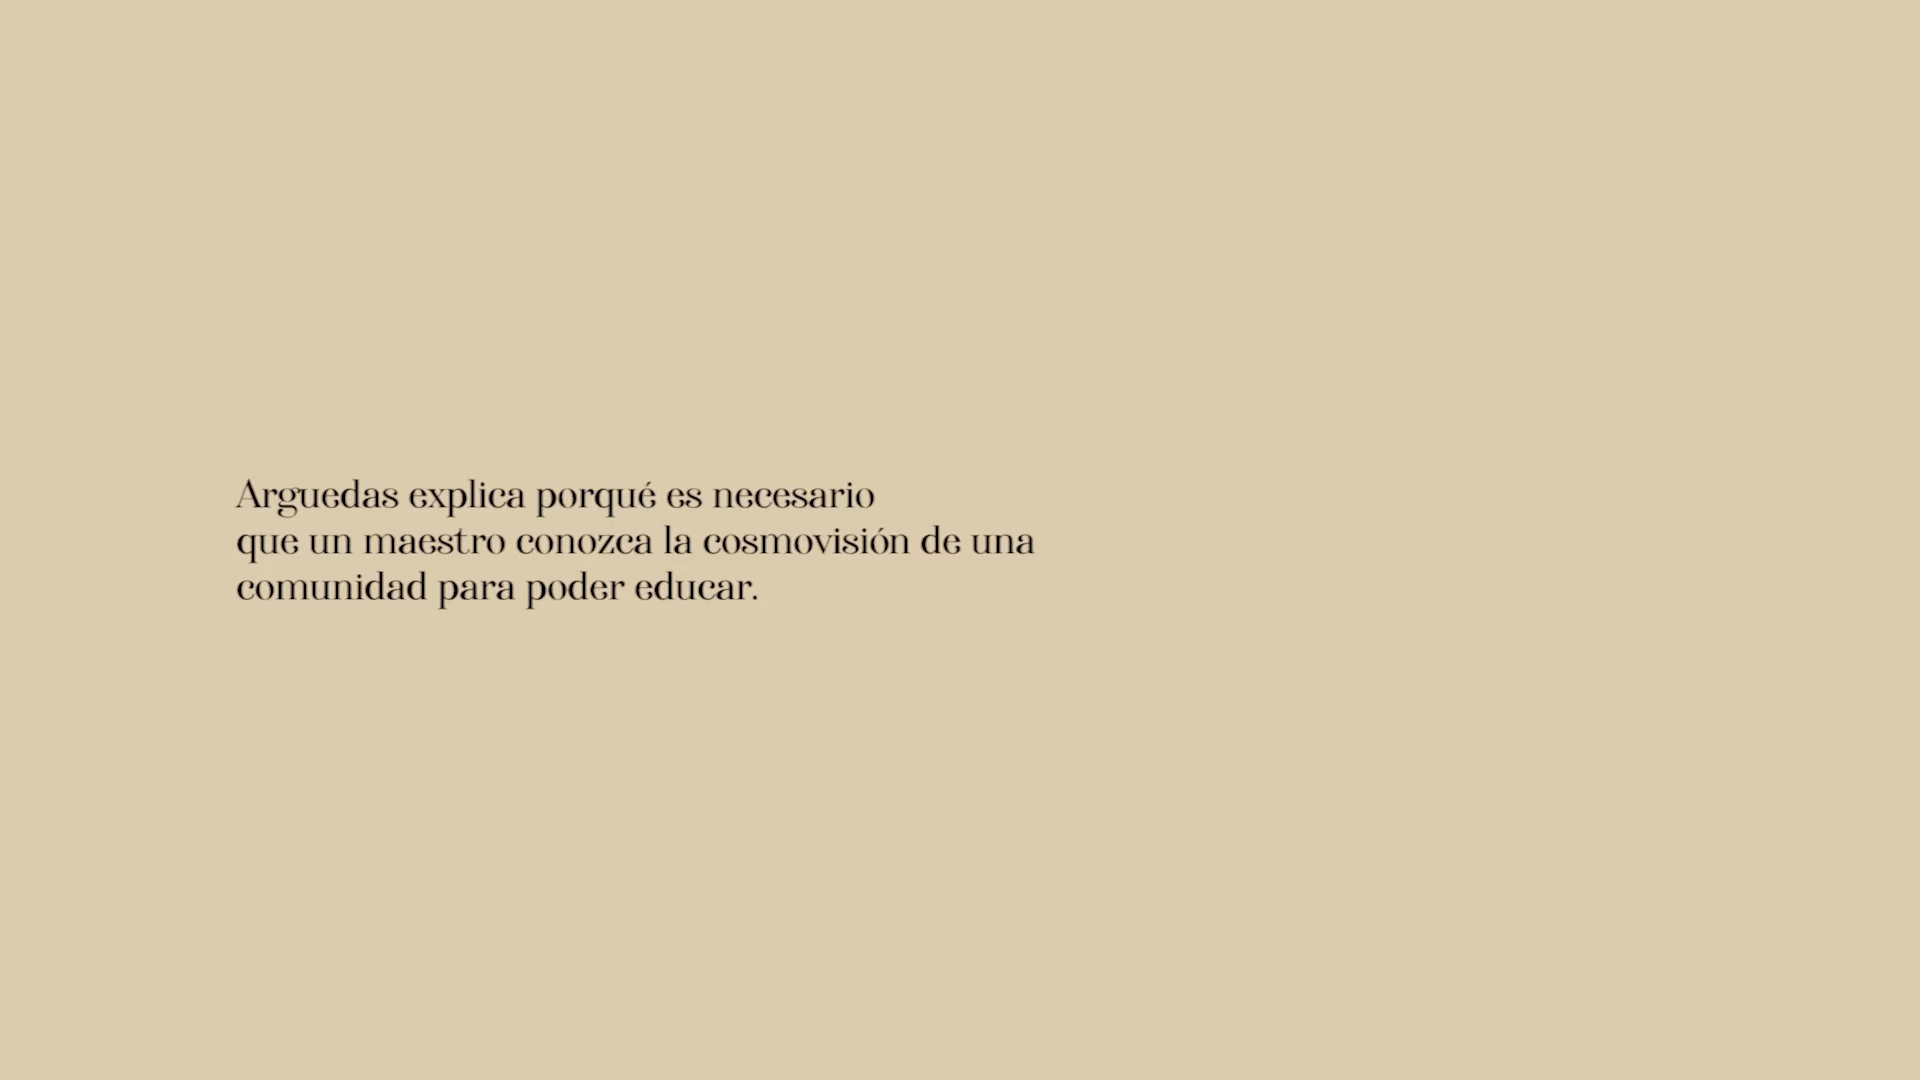 Arguedas explica porqué es necesario
que un maestro conozca la cosmovisión de una
comunidad para poder educar.